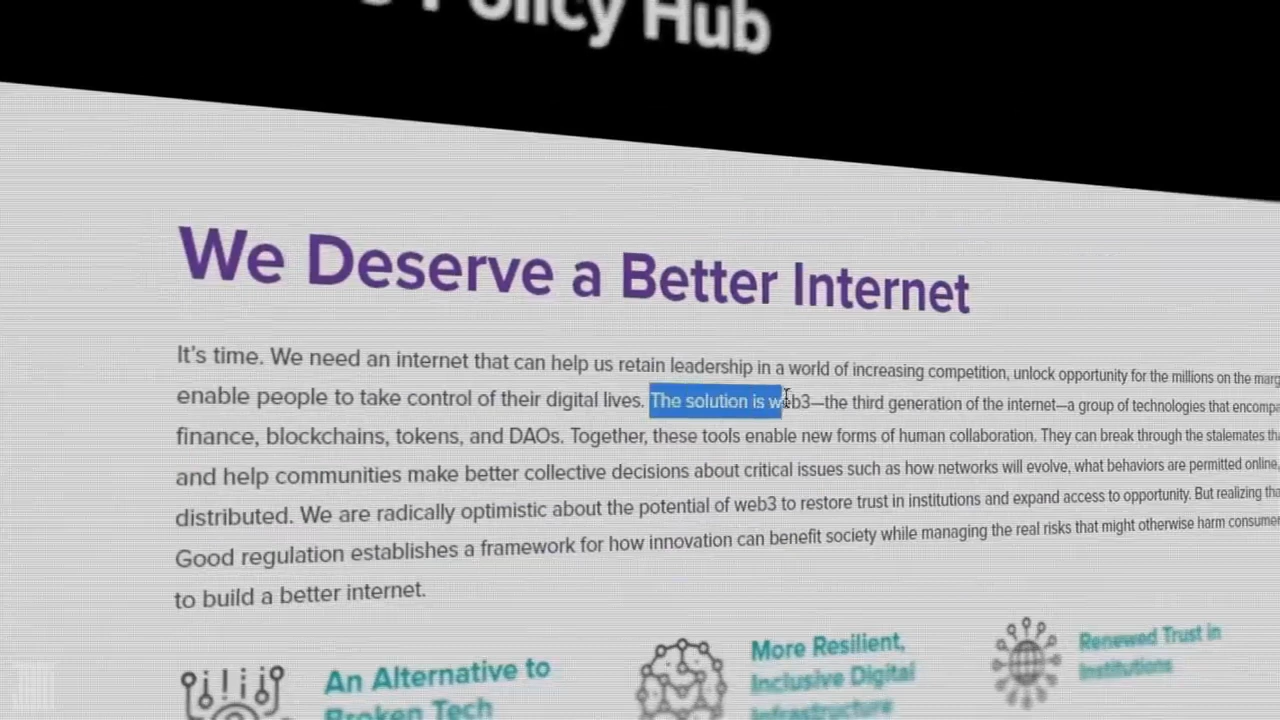 Policy Hub
We Deserve a Better Internet
It's time. We need an internet that can help us retain leadership in a world of increasing competition, unlock opportunity for the millions on the
enable people to take control of their digital lives. The solution is web3—the third generation of the internet—a group of technologies that
finance, blockchains, tokens, and DAOs. Together, these tools enable new forms of human collaboration. They can break through the stalemates
and help communities make better collective decisions about critical issues such as how networks will evolve, what behaviors are permitted online,
distributed. We are radically optimistic about the potential of web3 to restore trust in institutions and expand access to opportunity. But realizing
Good regulation establishes a framework for how innovation can benefit society while managing the real risks that might otherwise harm
to build a better internet.
An Alternative to
Broken Tech
More Resilient,
Inclusive Digital
Infrastructure
Renewed Trust in
Institutions